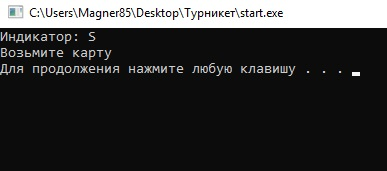 C:\Users\Magner85\Desktop\Турникет\start.exe
Индикатор: S
Возьмите карту
Для продолжения нажмите любую клавишу . . .